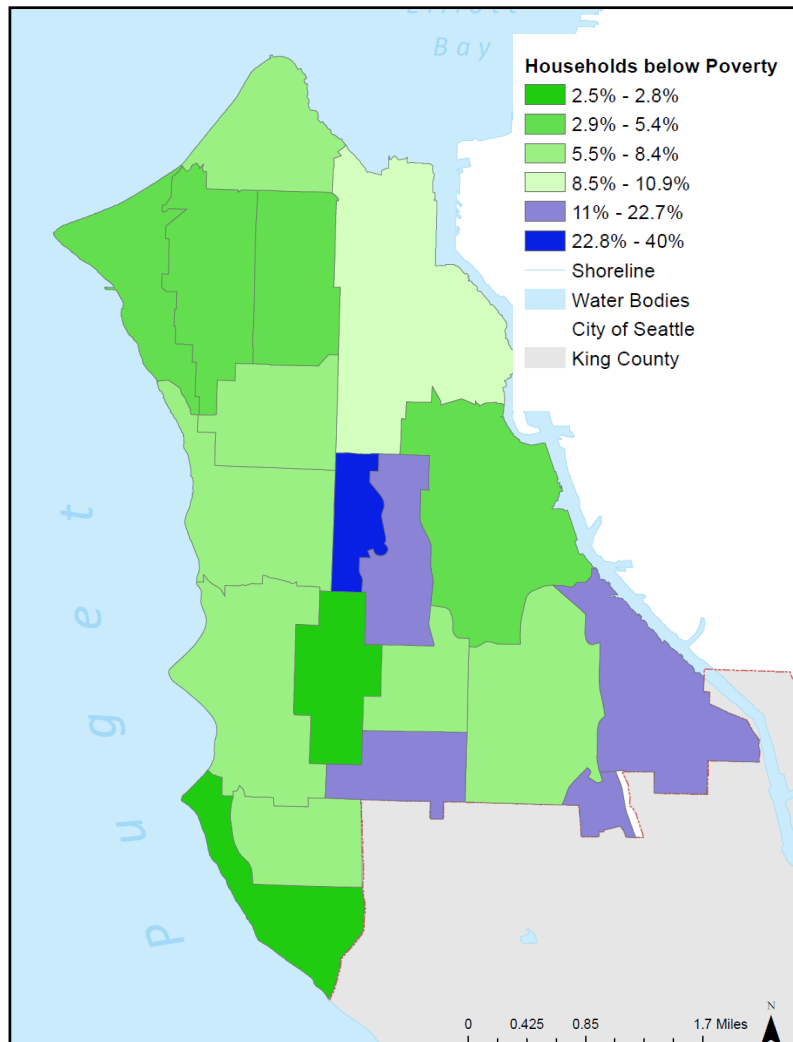 Elliott
Bay
Households below Poverty
2.5% - 2.8%
2.9% - 5.4%
5.5% - 8.4%
8.5% - 10.9%
11% - 22.7%
22.8% - 40%
Shoreline
Water Bodies
City of Seattle
King County
Puget
N
0 0.425 0.85 1.7 Miles